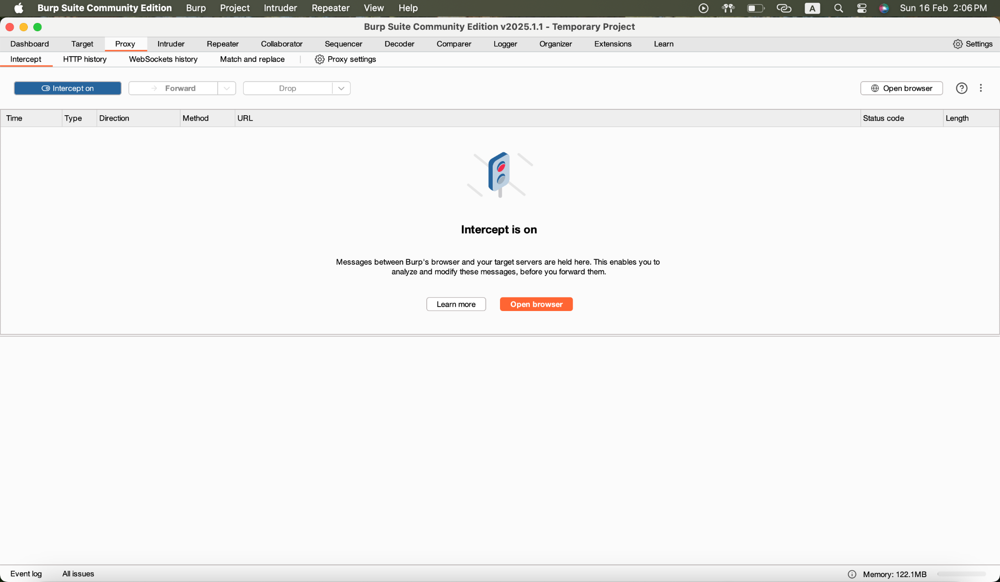 Burp Suite Community Edition Burp Project Intruder Repeater View Help A Sun 16 Feb 2:06 PM
Burp Suite Community Edition v2025.1.1 - Temporary Project
Dashboard Target Proxy Intruder Repeater Collaborator Sequencer Decoder Comparer Logger Organizer Extensions Learn Settings
Intercept HTTP history WebSockets history Match and replace Proxy settings
Intercept on Forward Drop Open browser
Time Type Direction Method URL Status code Length
Intercept is on
Messages between Burp's browser and your target servers are held here. This enables you to
analyze and modify these messages, before you forward them.
Learn more Open browser
Event log All issues Memory: 122.1MB